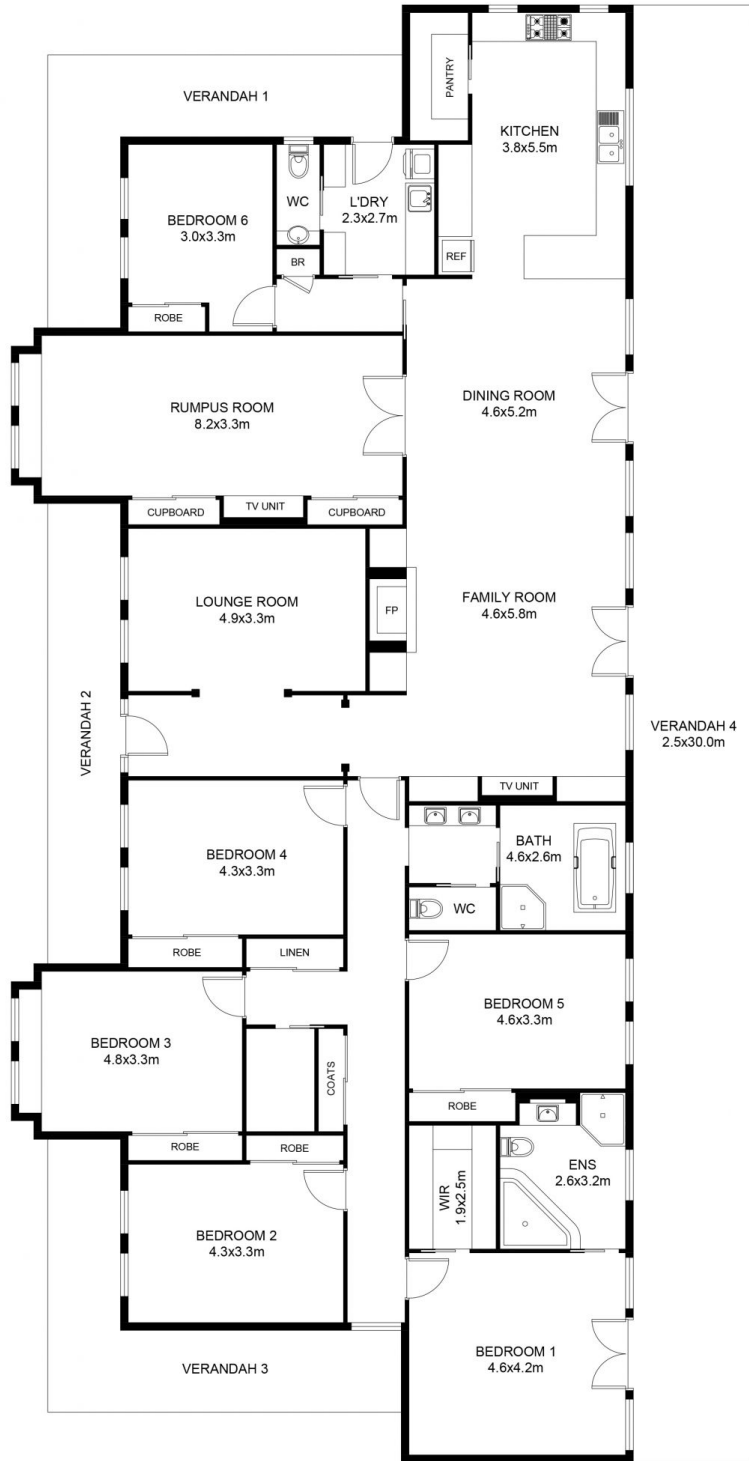 VERANDAH 1
PANTRY
KITCHEN
3.8x5.5m
BEDROOM 6
3.0x3.3m
WC
L'DRY
2.3x2.7m
BR
REF
ROBE
RUMPUS ROOM
8.2x3.3m
DINING ROOM
4.6x5.2m
CUPBOARD
TV UNIT
CUPBOARD
LOUNGE ROOM
4.9x3.3m
FP
FAMILY ROOM
4.6x5.8m
VERANDAH 2
VERANDAH 4
2.5x30.0m
TV UNIT
BEDROOM 4
4.3x3.3m
BATH
4.6x2.6m
WC
ROBE
LINEN
BEDROOM 5
4.6x3.3m
BEDROOM 3
4.8x3.3m
COATS
ROBE
ROBE
ROBE
WIR
1.9x2.5m
ENS
2.6x3.2m
BEDROOM 2
4.3x3.3m
VERANDAH 3
BEDROOM 1
4.6x4.2m